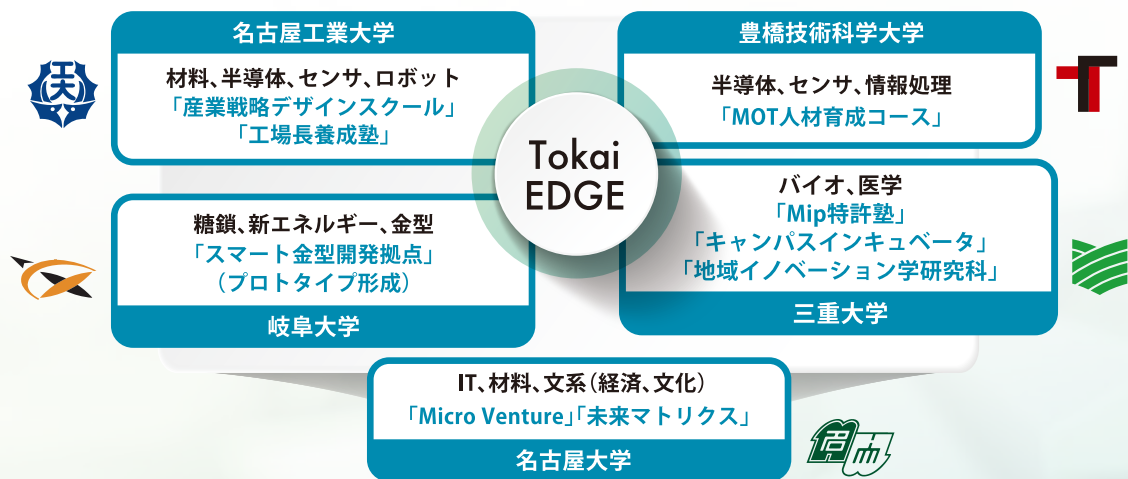 名古屋工業大学
材料、半導体、センサ、ロボット
「産業戦略デザインスクール」
「工場長養成塾」
豊橋技術科学大学
半導体、センサ、情報処理
「MOT人材育成コース」
Tokai
EDGE
糖鎖、新エネルギー、金型
「スマート金型開発拠点」
（プロトタイプ形成）
岐阜大学
バイオ、医学
「Mip特許塾」
「キャンパスインキュベータ」
「地域イノベーション学研究科」
三重大学
IT、材料、文系（経済、文化）
「Micro Venture」「未来マトリクス」
名古屋大学